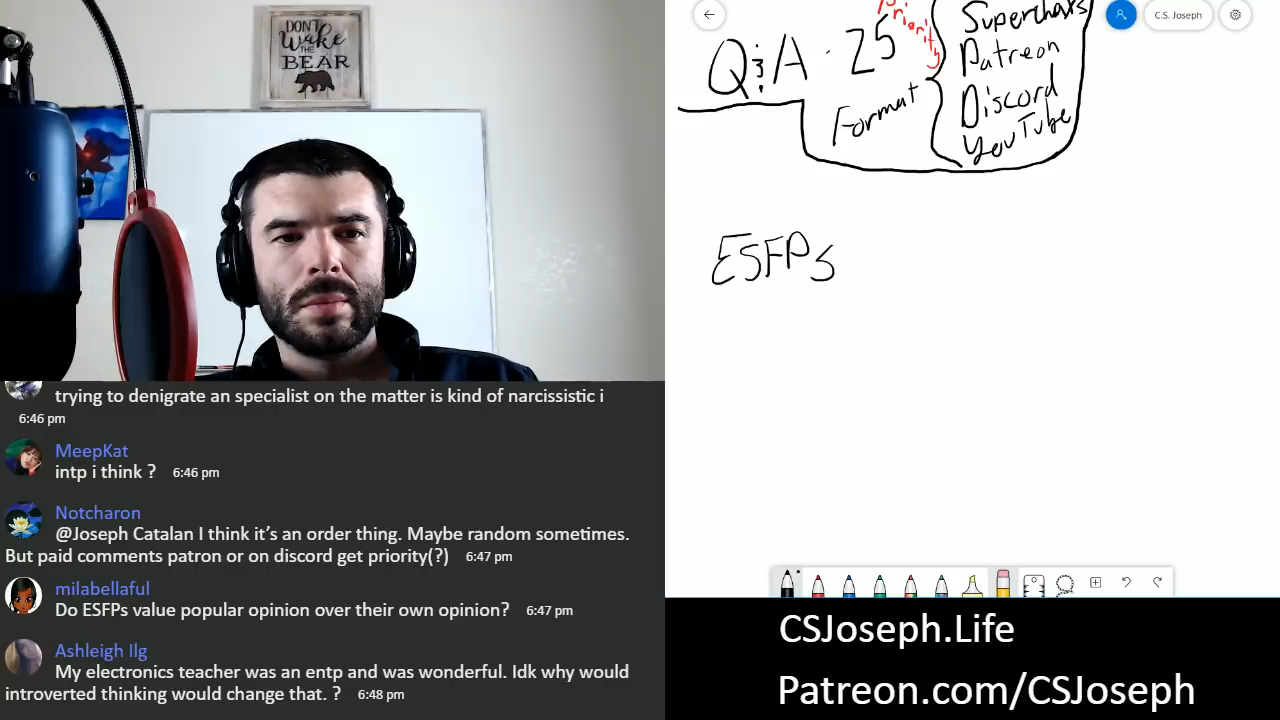 DON'T
Wake
THE
BEAR
Priority
Superchats
Q&A · 25
Patreon
Format
Discord
YouTube
C.S. Joseph
ESFPs
trying to denigrate an specialist on the matter is kind of narcissistic i
6:46 pm
MeepKat
intp i think ? 6:46 pm
Notcharon
@Joseph Catalan I think it’s an order thing. Maybe random sometimes.
But paid comments patron or on discord get priority(?) 6:47 pm
milabellaful
Do ESFPs value popular opinion over their own opinion? 6:47 pm
Ashleigh Ilg
My electronics teacher was an entp and was wonderful. Idk why would
introverted thinking would change that. ? 6:48 pm
CSJoseph.Life
Patreon.com/CSJoseph